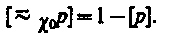 [≂ χ₀p] = 1 − [p].